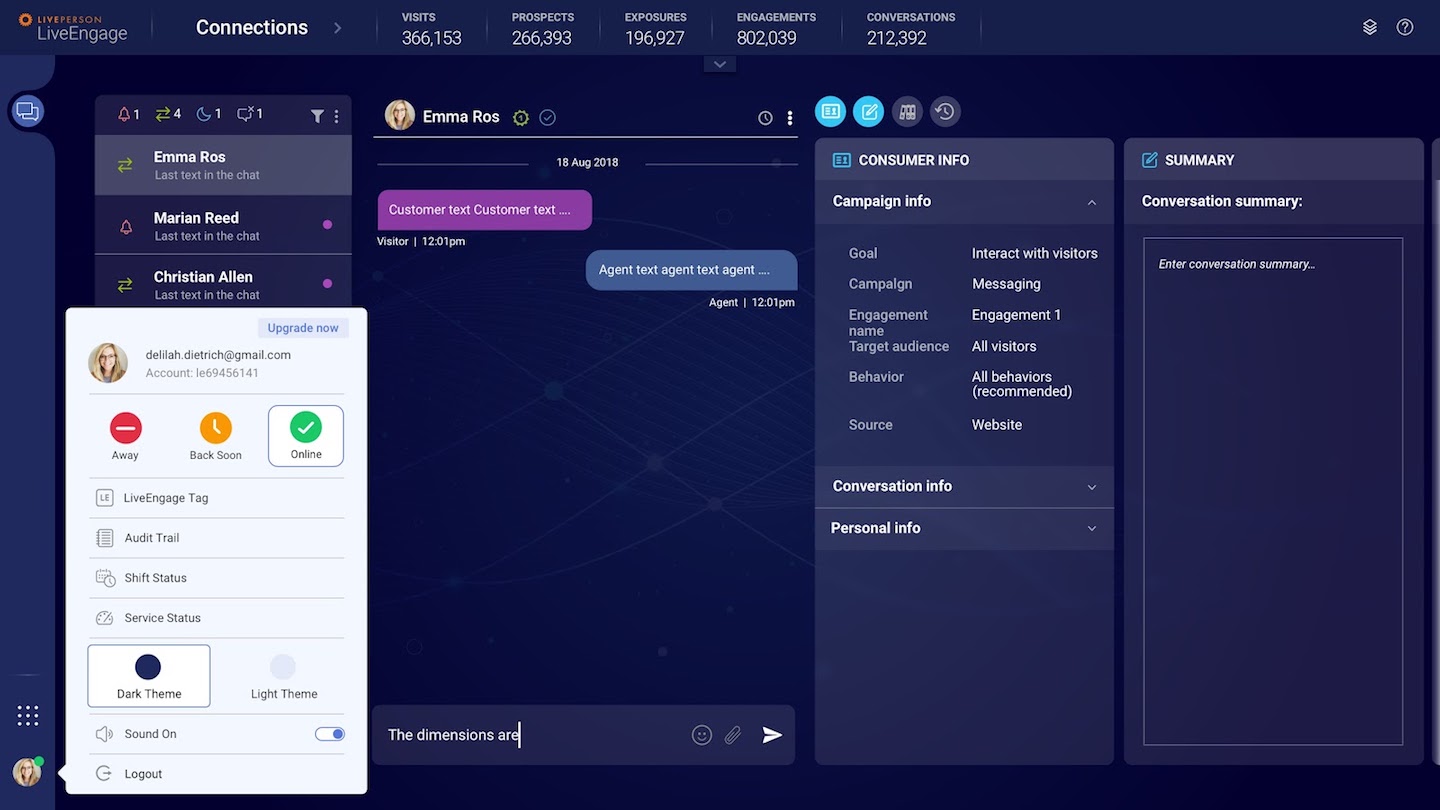 LIVEPERSON
LiveEngage
Connections
VISITS
366,153
PROSPECTS
266,393
EXPOSURES
196,927
ENGAGEMENTS
802,039
CONVERSATIONS
212,392
1 4 1 1
Emma Ros
Last text in the chat
Marian Reed
Last text in the chat
Christian Allen
Last text in the chat
Upgrade now
delilah.dietrich@gmail.com
Account: le69456141
Away
Back Soon
Online
LE LiveEngage Tag
Audit Trail
Shift Status
Service Status
Dark Theme
Light Theme
Sound On
Logout
Emma Ros
18 Aug 2018
Customer text Customer text ....
Visitor | 12:01pm
Agent text agent text agent ....
Agent | 12:01pm
The dimensions are
CONSUMER INFO
Campaign info
Goal Interact with visitors
Campaign Messaging
Engagement Engagement 1
name
Target audience All visitors
Behavior All behaviors
(recommended)
Source Website
Conversation info
Personal info
SUMMARY
Conversation summary:
Enter conversation summary...